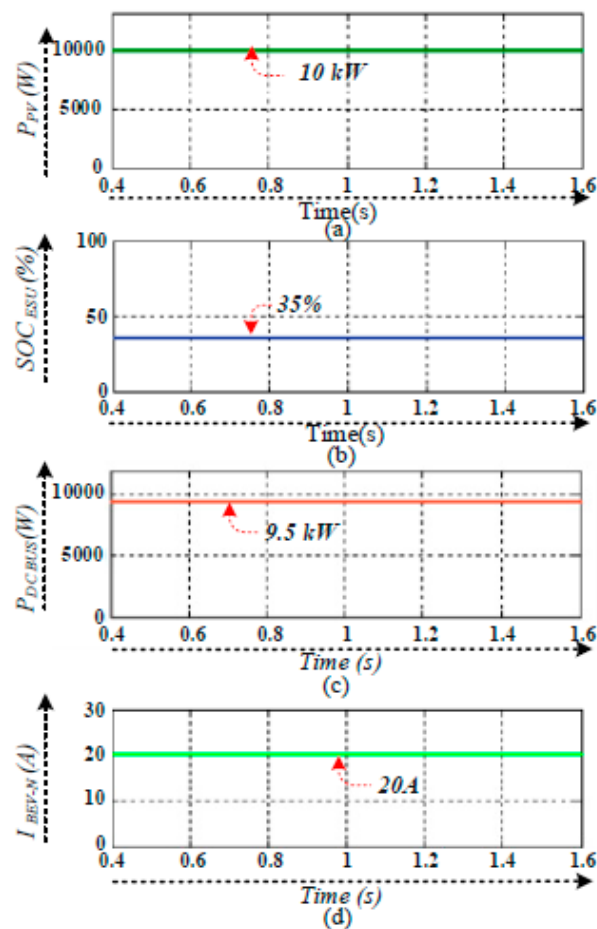 P_PV (W)
10000
5000
0
10 kW
0.4 0.6 0.8 1 1.2 1.4 1.6
Time(s)
(a)
SOC_ESU (%)
100
50
0
35%
0.4 0.6 0.8 1 1.2 1.4 1.6
Time(s)
(b)
P_DC BUS (W)
10000
5000
0
9.5 kW
0.4 0.6 0.8 1 1.2 1.4 1.6
Time (s)
(c)
I_BEV-N (A)
30
20
10
0
20A
0.4 0.6 0.8 1 1.2 1.4 1.6
Time (s)
(d)